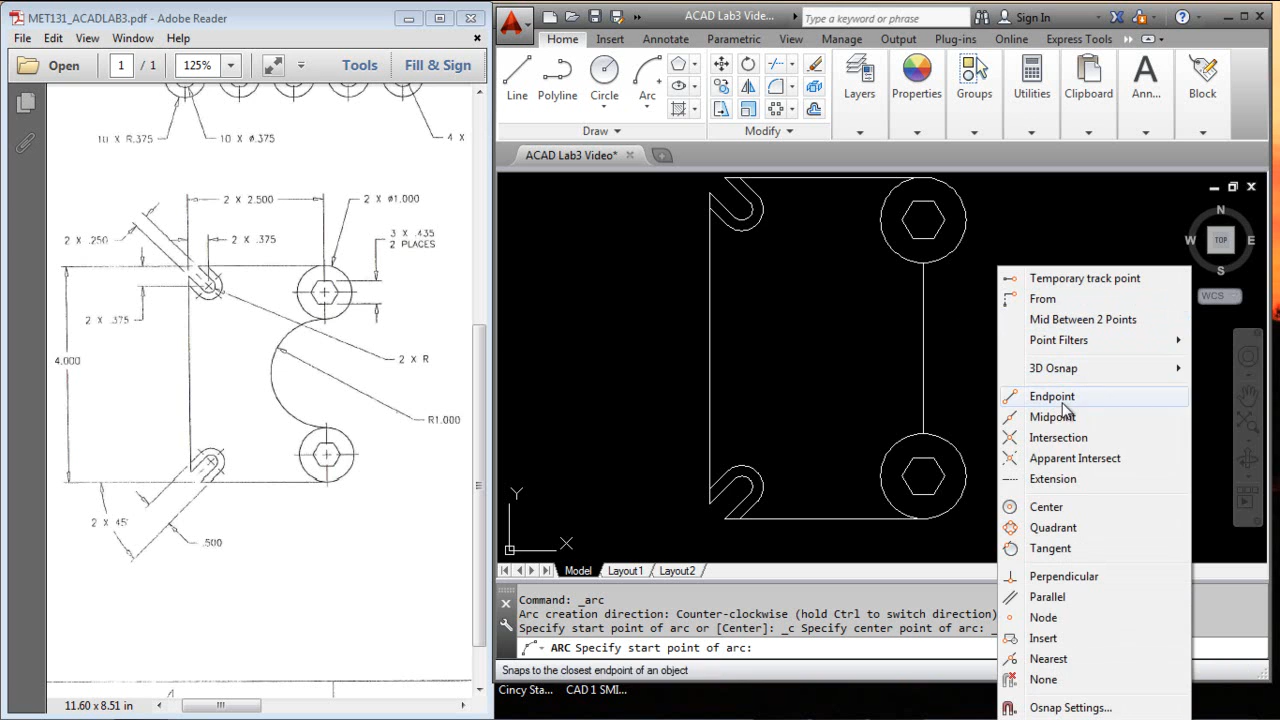 MET131_ACADLAB3.pdf - Adobe Reader
File Edit View Window Help
Open 1 / 1 125% Tools Fill & Sign
10 X R.375 10 X Ø.375 4 X
2 X 2.500 2 X Ø1.000
2 X .250 2 X .375
3 X .435
2 PLACES
2 X .375
4.000
2 X R
R1.000
2 X 45°
.500
11.60 x 8.51 in
ACAD Lab3 Vide... Type a keyword or phrase Sign In
Home Insert Annotate Parametric View Manage Output Plug-ins Online Express Tools
Line Polyline Circle Arc Layers Properties Groups Utilities Clipboard Ann... Block
Draw Modify
ACAD Lab3 Video*
N
W TOP E
S
WCS
Y
X
Temporary track point
From
Mid Between 2 Points
Point Filters
3D Osnap
Endpoint
Midpoint
Intersection
Apparent Intersect
Extension
Center
Quadrant
Tangent
Perpendicular
Parallel
Node
Insert
Nearest
None
Osnap Settings...
Model Layout1 Layout2
Command: _arc
Arc creation direction: Counter-clockwise (hold Ctrl to switch direction)
Specify start point of arc or [Center]: _c Specify center point of arc: _
ARC Specify start point of arc:
Snaps to the closest endpoint of an object
Cincy Sta... CAD 1 SMI...